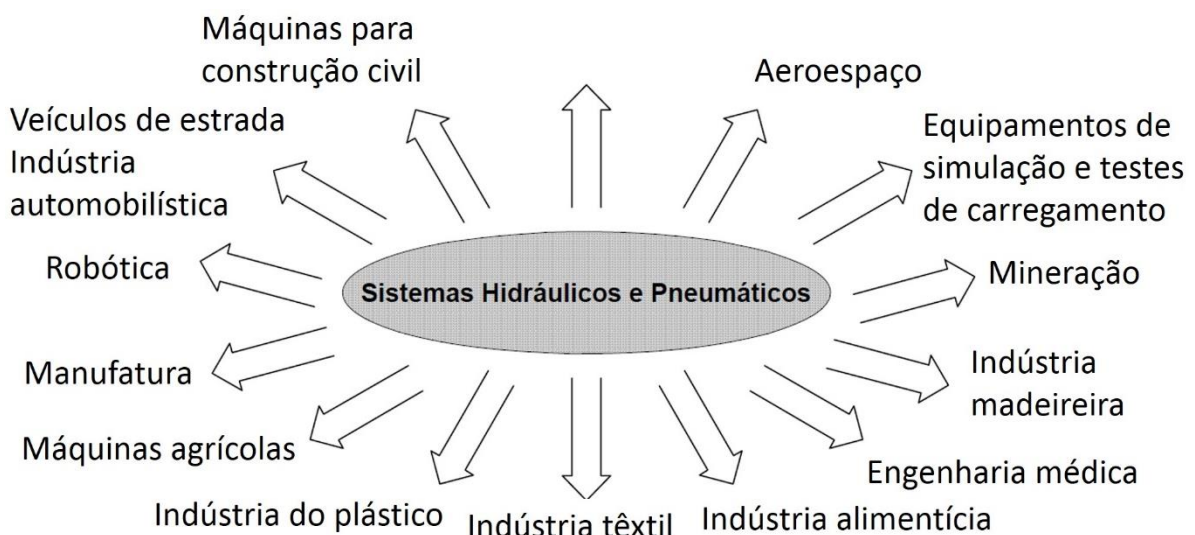 Máquinas para
construção civil
Aeroespaço
Veículos de estrada
Indústria
automobilística
Equipamentos de
simulação e testes
de carregamento
Robótica
Mineração
Sistemas Hidráulicos e Pneumáticos
Manufatura
Indústria
madeireira
Máquinas agrícolas
Engenharia médica
Indústria do plástico
Indústria têxtil
Indústria alimentícia